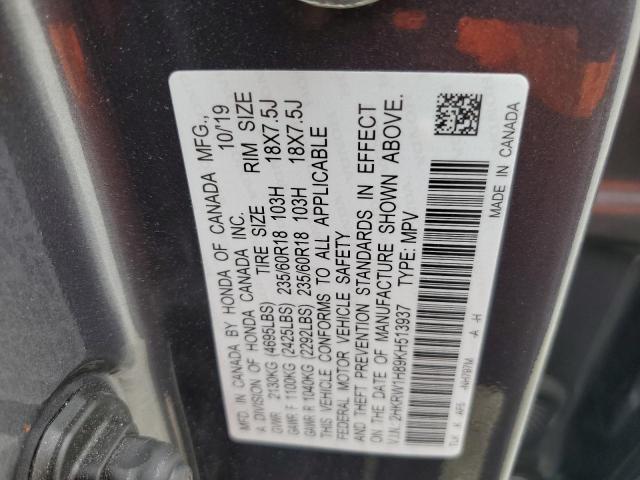 MFD. IN CANADA BY HONDA OF CANADA MFG.,
A DIVISION OF HONDA CANADA INC. 10/'19
TIRE SIZE RIM SIZE
GVWR 2130KG (4695LBS)
GAWR F 1100KG (2425LBS) 235/60R18 103H 18X7.5J
GAWR R 1040KG (2292LBS) 235/60R18 103H 18X7.5J
THIS VEHICLE CONFORMS TO ALL APPLICABLE
FEDERAL MOTOR VEHICLE SAFETY
AND THEFT PREVENTION STANDARDS IN EFFECT
ON THE DATE OF MANUFACTURE SHOWN ABOVE.
V.I.N.: 2HKRW1H89KH513937 TYPE: MPV
MADE IN CANADA
-A -H